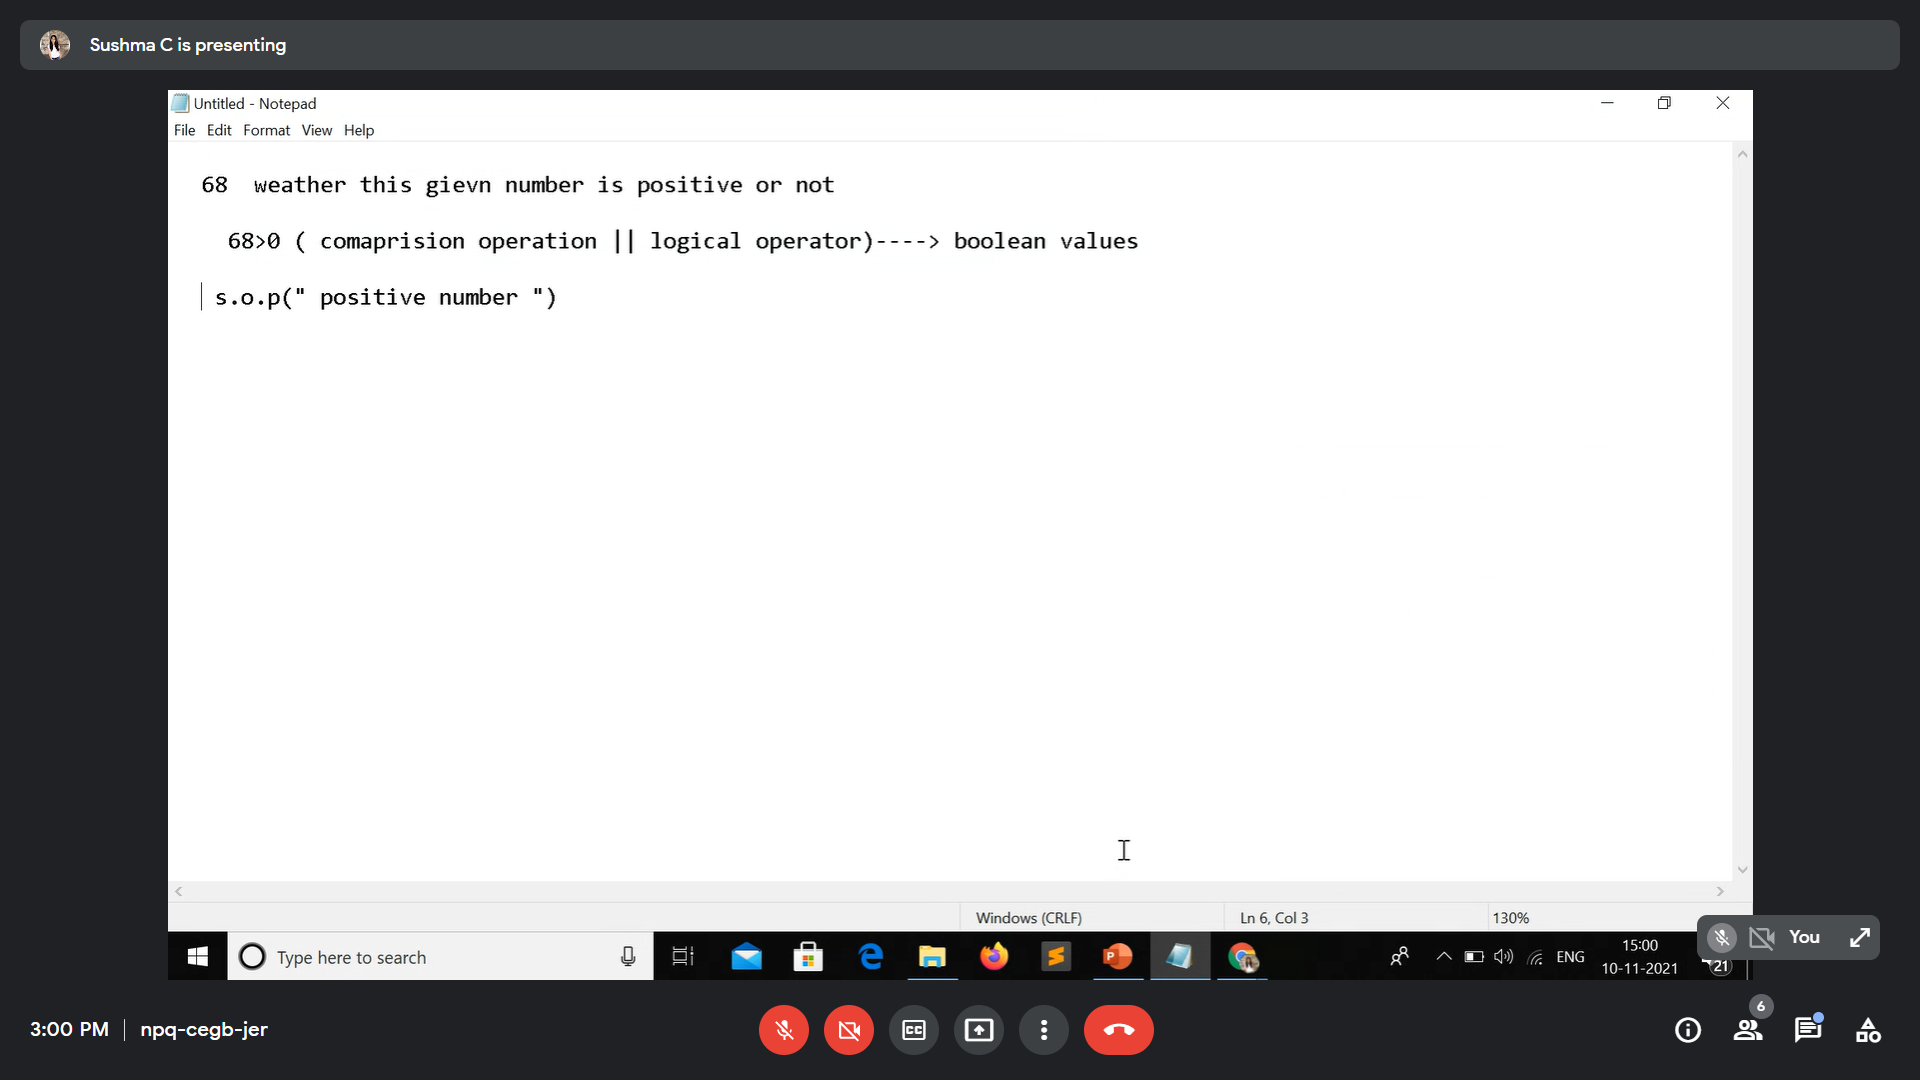 Sushma C is presenting
Untitled - Notepad
File Edit Format View Help
68  weather this gievn number is positive or not
68>0 ( comaprision operation || logical operator)----> boolean values
s.o.p(" positive number ")
Windows (CRLF) Ln 6, Col 3 130%
Type here to search
ENG
15:00
10-11-2021
21
You
3:00 PM | npq-cegb-jer
CC
6